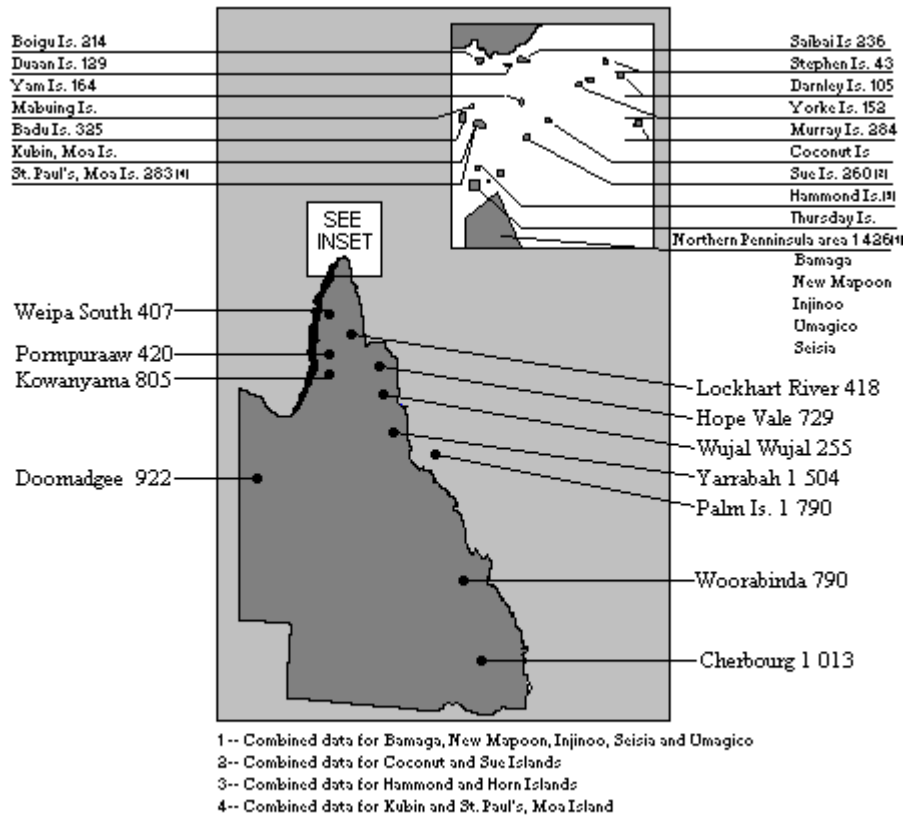 Boigu Is. 214
Duaan Is. 129
Yam Is. 164
Mabuing Is.
Badu Is. 325
Kubin, Moa Is.
St. Paul's, Moa Is. 283 [4]
Saibai Is 236
Stephen Is. 43
Darnley Is. 105
Yorke Is. 152
Murray Is. 284
Coconut Is
Sue Is. 260 [2]
Hammond Is. [3]
Thursday Is.
Northern Penninsula area 1 426 [1]
Bamaga
New Mapoon
Injinoo
Umagico
Seisia
SEE
INSET
Weipa South 407
Pormpuraaw 420
Kowanyama 805
Doomadgee 922
Lockhart River 418
Hope Vale 729
Wujal Wujal 255
Yarrabah 1 504
Palm Is. 1 790
Woorabinda 790
Cherbourg 1 013
1 -- Combined data for Bamaga, New Mapoon, Injinoo, Seisia and Umagico
2-- Combined data for Coconut and Sue Islands
3-- Combined data for Hammond and Horn Islands
4-- Combined data for Kubin and St. Paul's, Moa Island